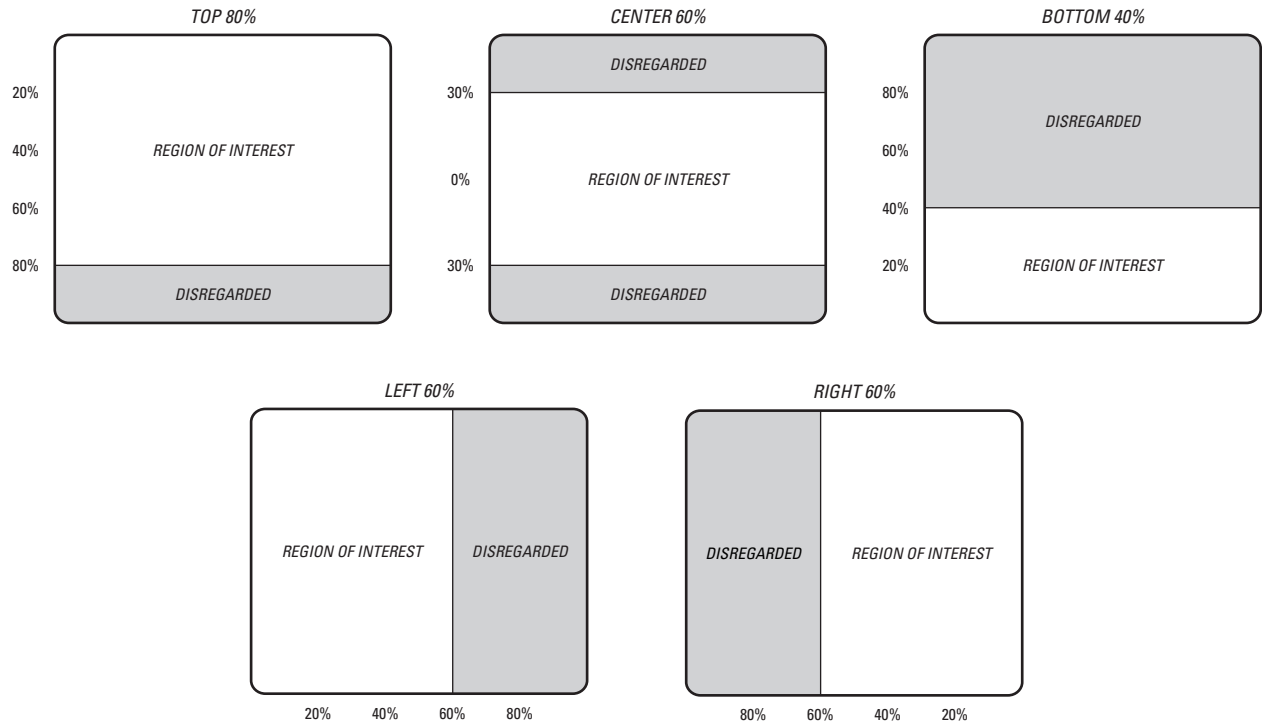 TOP 80%
20%
40%
60%
80%
REGION OF INTEREST
DISREGARDED
CENTER 60%
30%
0%
30%
DISREGARDED
REGION OF INTEREST
DISREGARDED
BOTTOM 40%
80%
60%
40%
20%
DISREGARDED
REGION OF INTEREST
LEFT 60%
REGION OF INTEREST
DISREGARDED
20% 40% 60% 80%
RIGHT 60%
DISREGARDED
REGION OF INTEREST
80% 60% 40% 20%